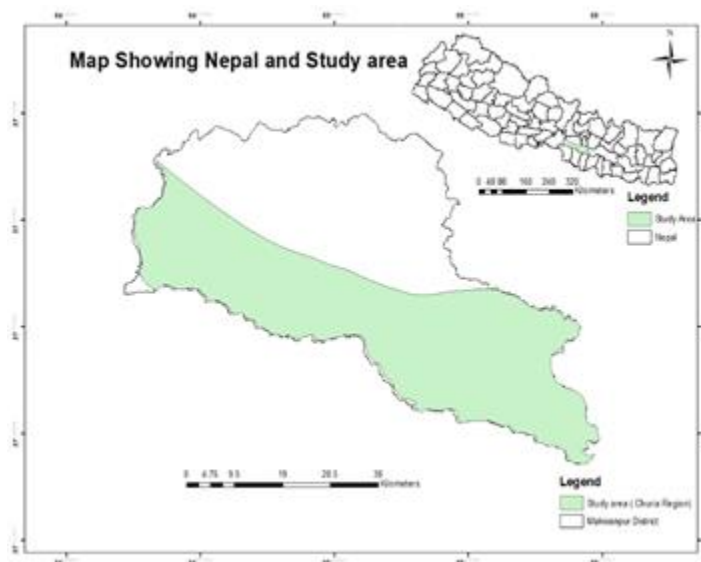 Map Showing Nepal and Study area
N
0 40 80 160 240 320
Kilometers
Legend
Study Area
Nepal
0 4.75 9.5 19 28.5 38
Kilometers
Legend
Study area ( Churia Region)
Makwanpur District